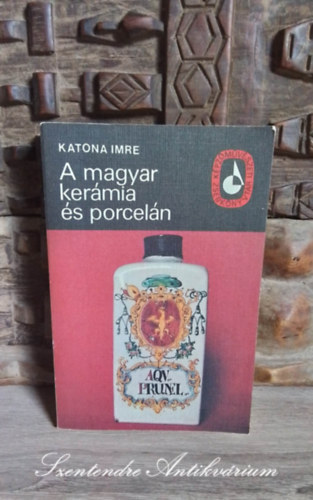 KATONA IMRE
A magyar
kerámia
és porcelán
AQV.
PRUNEL
Szentendre Antikvárium